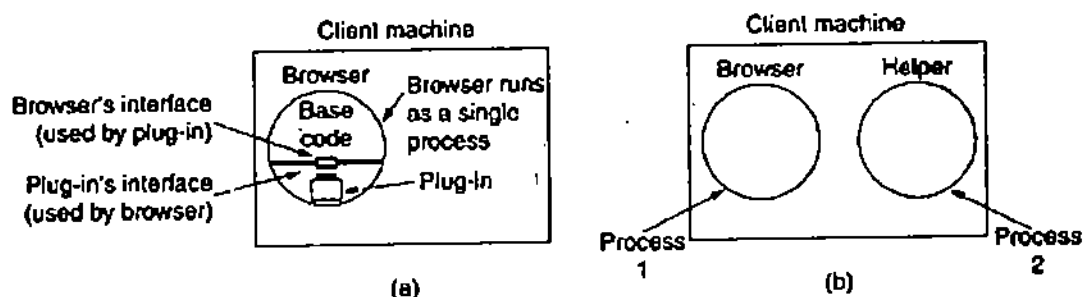 Client machine
Browser
Browser runs
as a single
process
Base
code
Browser's interface
(used by plug-in)
Plug-in's interface
(used by browser)
Plug-in
(a)
Client machine
Browser
Helper
Process
1
Process
2
(b)